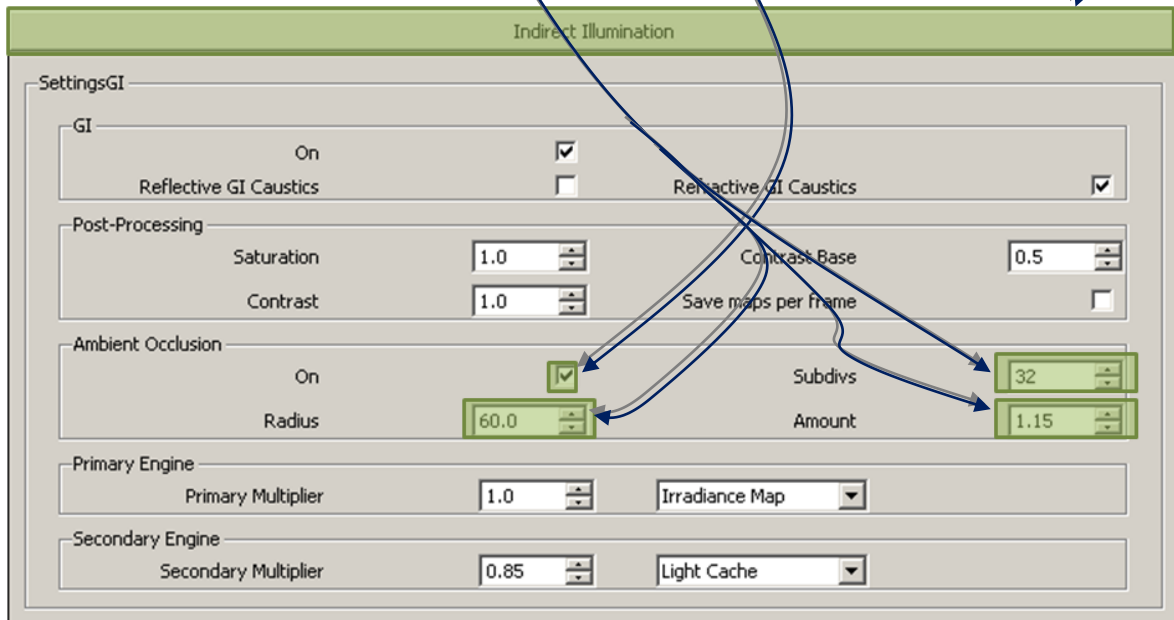 Indirect Illumination
SettingsGI
GI
On
Reflective GI Caustics Refractive GI Caustics
Post-Processing
Saturation 1.0 Contrast Base 0.5
Contrast 1.0 Save maps per frame
Ambient Occlusion
On Subdivs 32
Radius 60.0 Amount 1.15
Primary Engine
Primary Multiplier 1.0 Irradiance Map
Secondary Engine
Secondary Multiplier 0.85 Light Cache